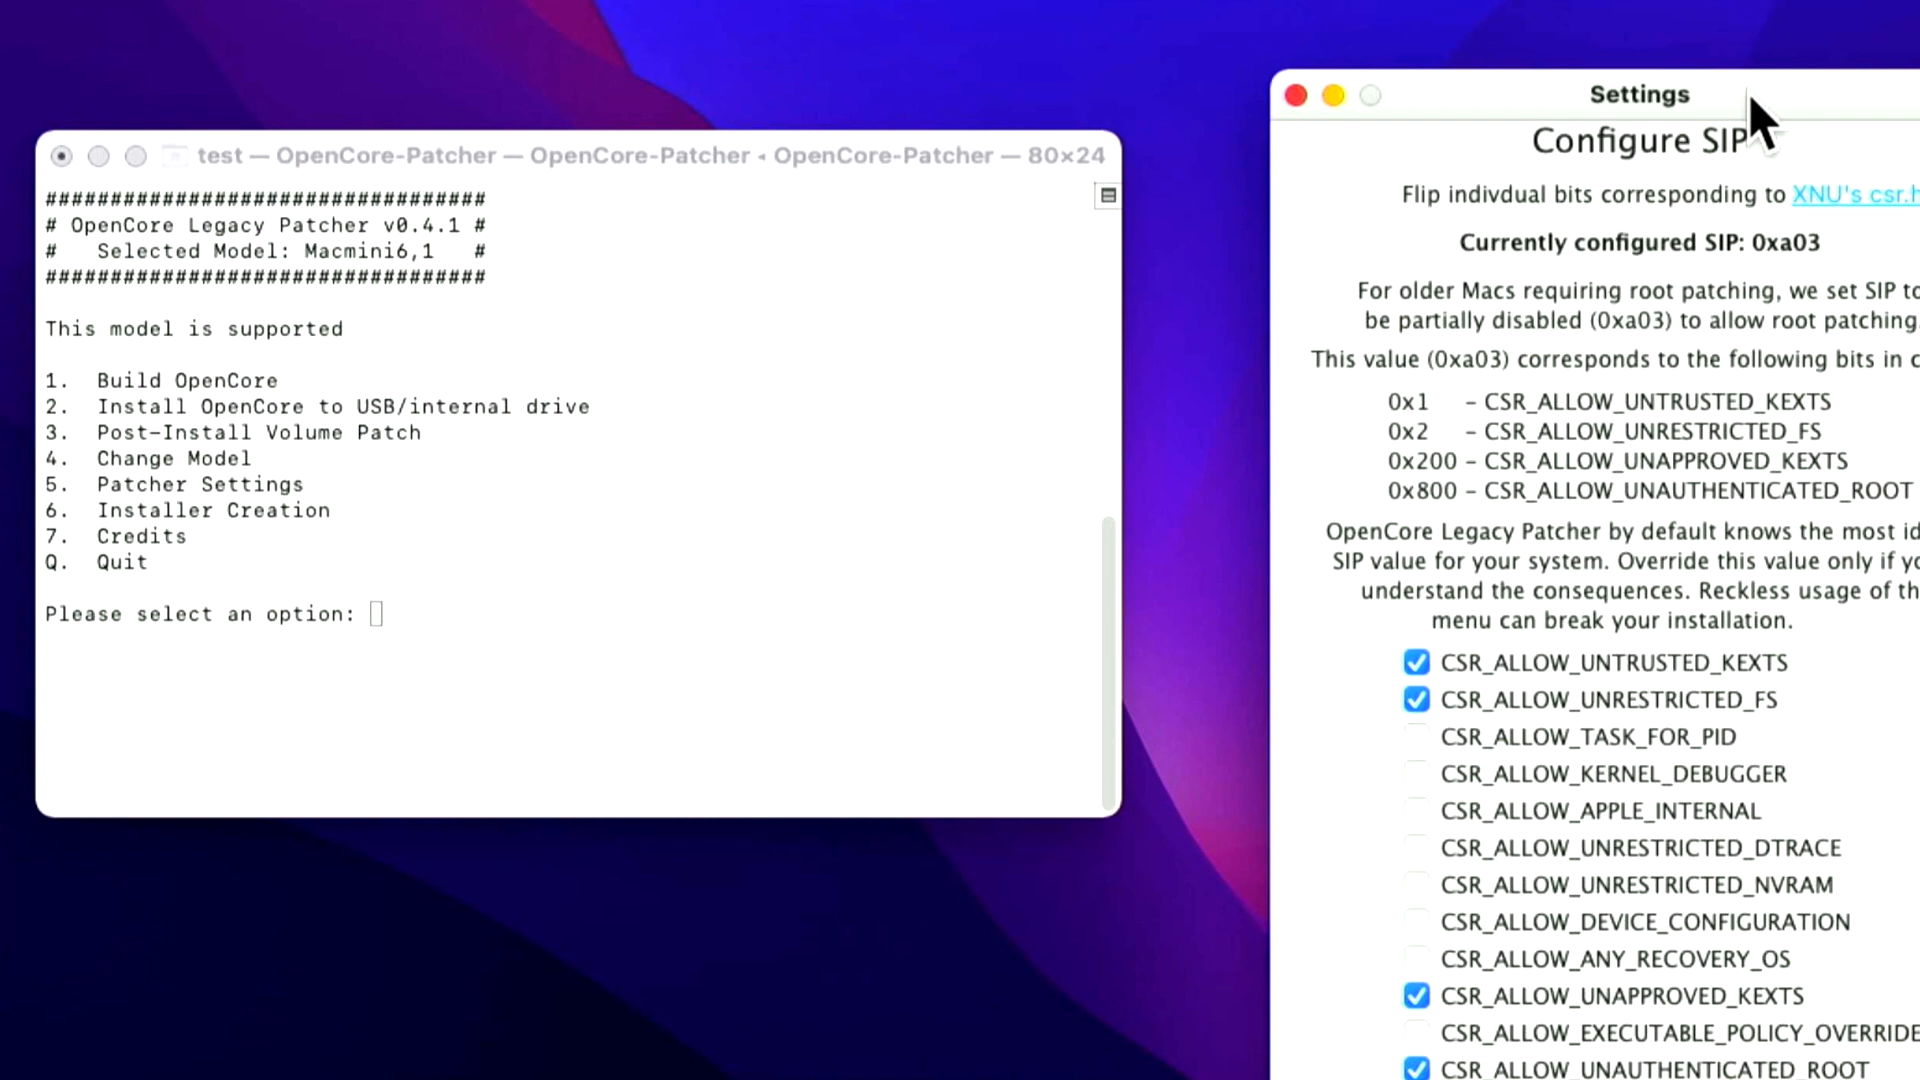 test — OpenCore-Patcher — OpenCore-Patcher ◂ OpenCore-Patcher — 80×24
##################################
# OpenCore Legacy Patcher v0.4.1 #
#   Selected Model: Macmini6,1   #
##################################
This model is supported
1.  Build OpenCore
2.  Install OpenCore to USB/internal drive
3.  Post-Install Volume Patch
4.  Change Model
5.  Patcher Settings
6.  Installer Creation
7.  Credits
Q.  Quit
Please select an option:
Settings
Configure SIP
Flip indivdual bits corresponding to XNU's csr.h
Currently configured SIP: 0xa03
For older Macs requiring root patching, we set SIP to
be partially disabled (0xa03) to allow root patching.
This value (0xa03) corresponds to the following bits in c
0x1 – CSR_ALLOW_UNTRUSTED_KEXTS
0x2 – CSR_ALLOW_UNRESTRICTED_FS
0x200 – CSR_ALLOW_UNAPPROVED_KEXTS
0x800 – CSR_ALLOW_UNAUTHENTICATED_ROOT
OpenCore Legacy Patcher by default knows the most id
SIP value for your system. Override this value only if yo
understand the consequences. Reckless usage of th
menu can break your installation.
CSR_ALLOW_UNTRUSTED_KEXTS
CSR_ALLOW_UNRESTRICTED_FS
CSR_ALLOW_TASK_FOR_PID
CSR_ALLOW_KERNEL_DEBUGGER
CSR_ALLOW_APPLE_INTERNAL
CSR_ALLOW_UNRESTRICTED_DTRACE
CSR_ALLOW_UNRESTRICTED_NVRAM
CSR_ALLOW_DEVICE_CONFIGURATION
CSR_ALLOW_ANY_RECOVERY_OS
CSR_ALLOW_UNAPPROVED_KEXTS
CSR_ALLOW_EXECUTABLE_POLICY_OVERRIDE
CSR_ALLOW_UNAUTHENTICATED_ROOT